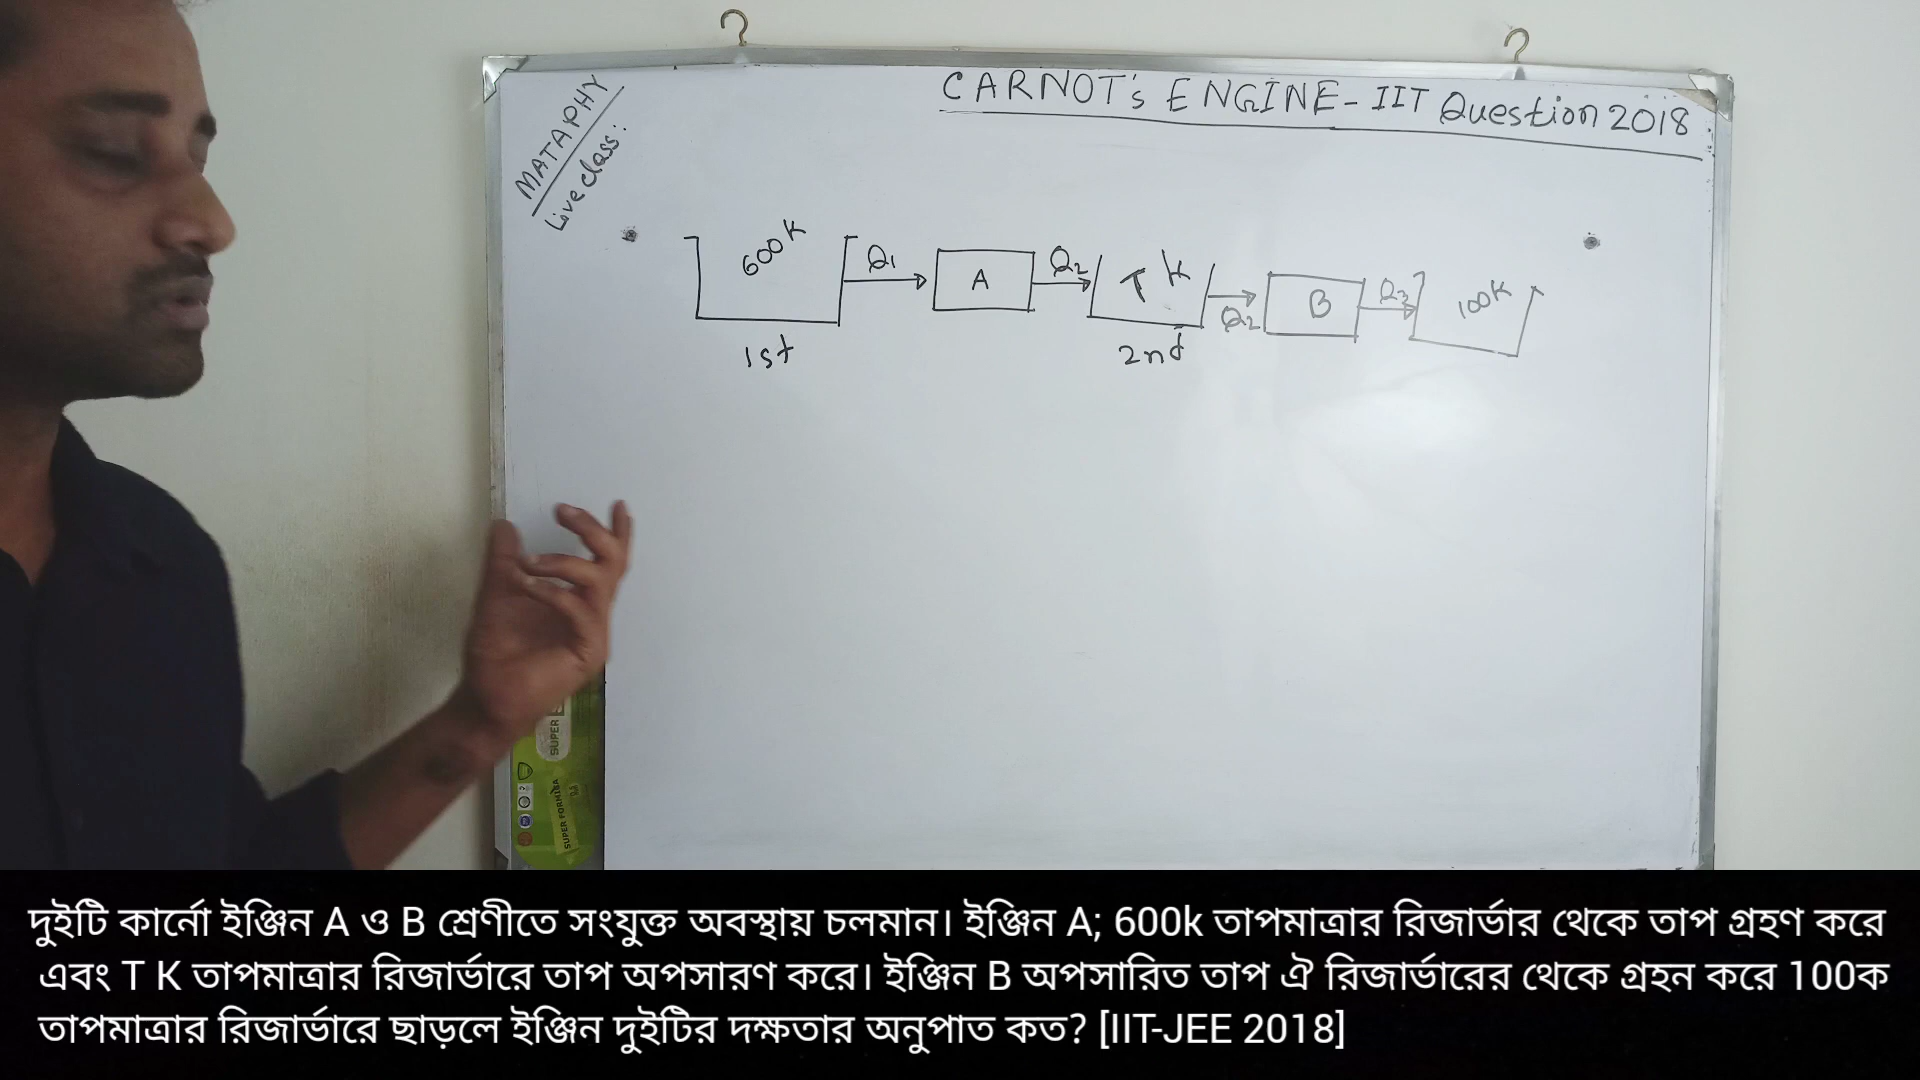 CARNOT's ENGINE - IIT Question 2018
MATAPHY
Live class:
600K
Q₁
A
Q₂
T K
Q₂
B
Q₃
100K
1st
2nd
SUPER
SUPER FORMULA
দুইটি কার্নো ইঞ্জিন A ও B শ্রেণীতে সংযুক্ত অবস্থায় চলমান। ইঞ্জিন A; 600k তাপমাত্রার রিজার্ভার থেকে তাপ গ্রহণ করে
এবং T K তাপমাত্রার রিজার্ভারে তাপ অপসারণ করে। ইঞ্জিন B অপসারিত তাপ ঐ রিজার্ভারের থেকে গ্রহন করে 100ক
তাপমাত্রার রিজার্ভারে ছাড়লে ইঞ্জিন দুইটির দক্ষতার অনুপাত কত? [IIT-JEE 2018]